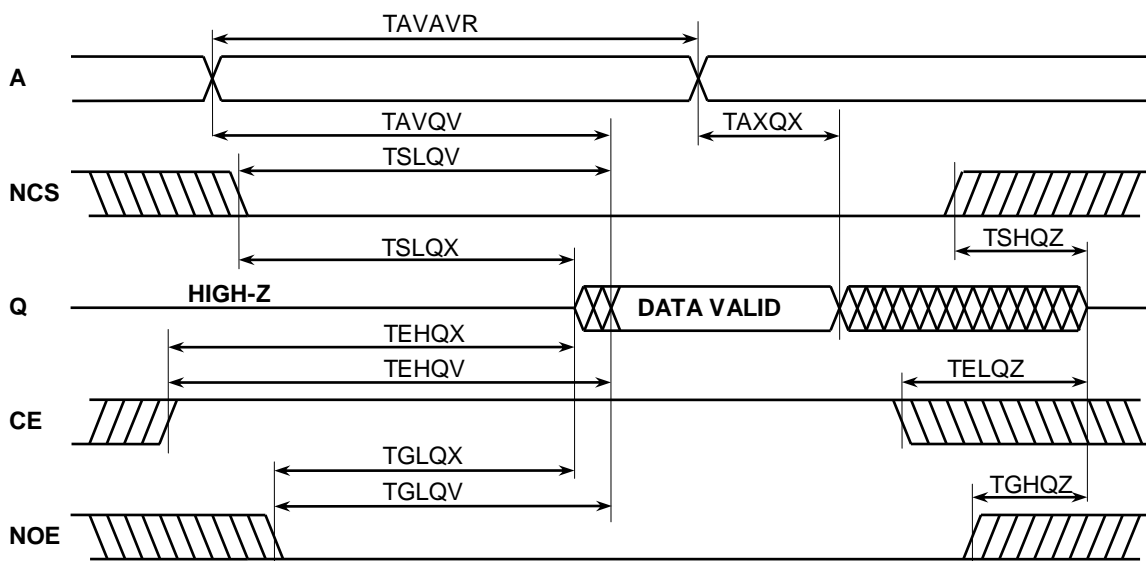 TAVAVR
A
TAVQV
TAXQX
TSLQV
NCS
TSLQX
TSHQZ
HIGH-Z
Q
DATA VALID
TEHQX
TEHQV
TELQZ
CE
TGLQX
TGLQV
TGHQZ
NOE